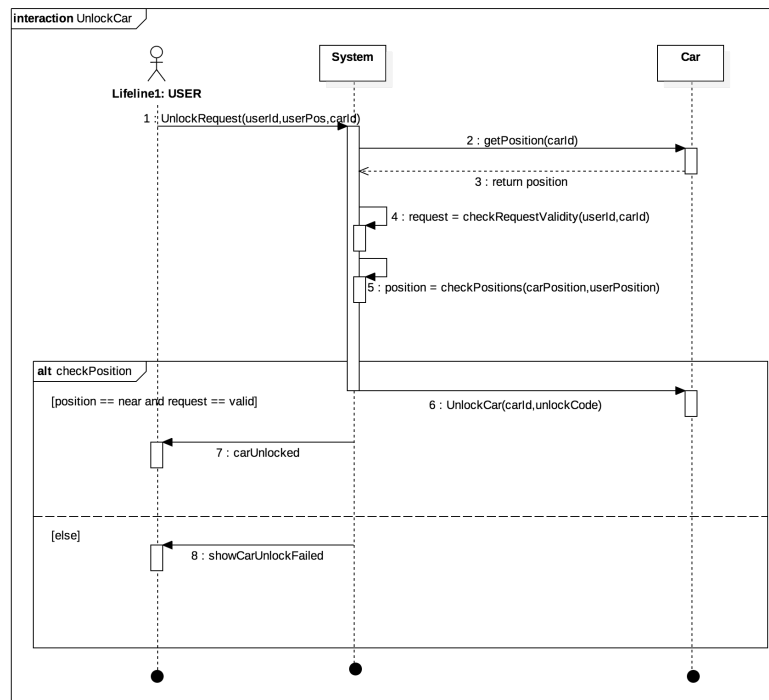 interaction UnlockCar
System
Car
Lifeline1: USER
1 : UnlockRequest(userId,userPos,carId)
2 : getPosition(carId)
3 : return position
4 : request = checkRequestValidity(userId,carId)
5 : position = checkPositions(carPosition,userPosition)
alt checkPosition
[position == near and request == valid]
6 : UnlockCar(carId,unlockCode)
7 : carUnlocked
[else]
8 : showCarUnlockFailed